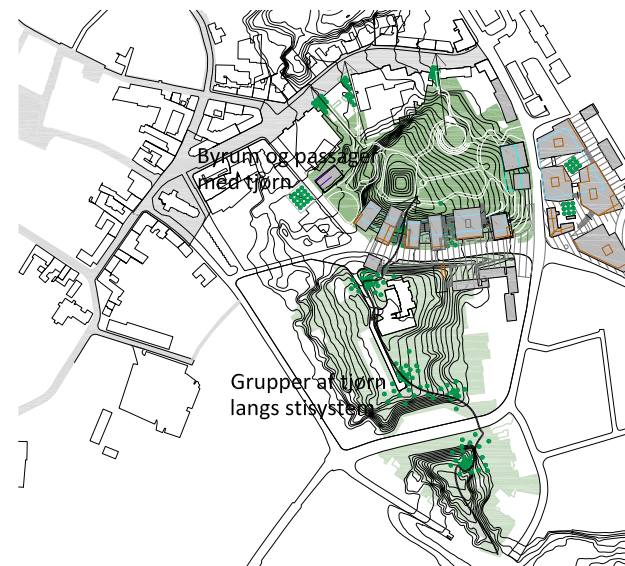 Byrum og passager
med tjørn
Grupper af tjørn
langs stisystem